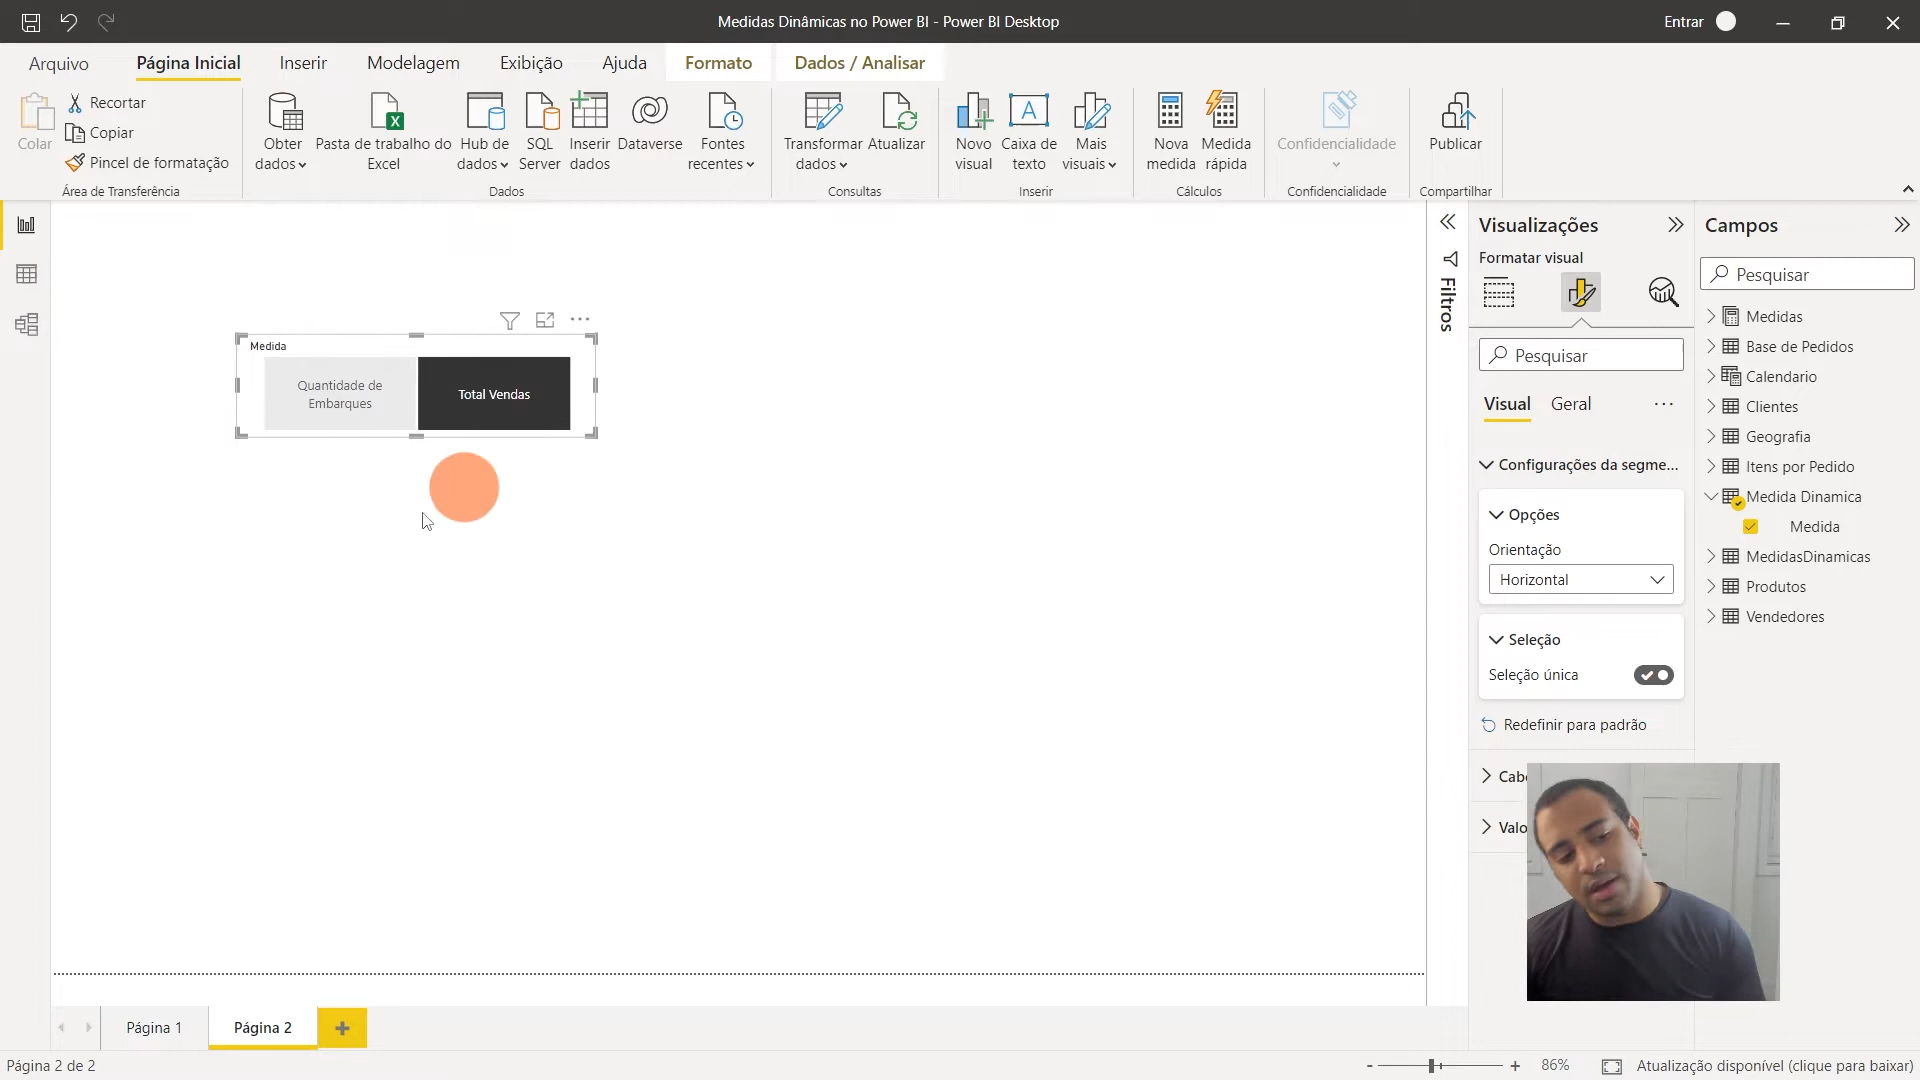 Medidas Dinâmicas no Power BI - Power BI Desktop
Entrar
Arquivo
Página Inicial
Inserir
Modelagem
Exibição
Ajuda
Formato
Dados / Analisar
Colar
Recortar
Copiar
Pincel de formatação
Área de Transferência
Obter
dados
Pasta de trabalho do
Excel
Hub de
dados
SQL
Server
Inserir
dados
Dataverse
Fontes
recentes
Dados
Transformar
dados
Atualizar
Consultas
Novo
visual
Caixa de
texto
Mais
visuais
Inserir
Nova
medida
Medida
rápida
Cálculos
Confidencialidade
Confidencialidade
Publicar
Compartilhar
Medida
Quantidade de
Embarques
Total Vendas
Filtros
Visualizações
Formatar visual
Pesquisar
Visual
Geral
Configurações da segme...
Opções
Orientação
Horizontal
Seleção
Seleção única
Redefinir para padrão
Cabe
Valo
Campos
Pesquisar
Medidas
Base de Pedidos
Calendario
Clientes
Geografia
Itens por Pedido
Medida Dinamica
Medida
MedidasDinamicas
Produtos
Vendedores
Página 1
Página 2
Página 2 de 2
- + 86%
Atualização disponível (clique para baixar)